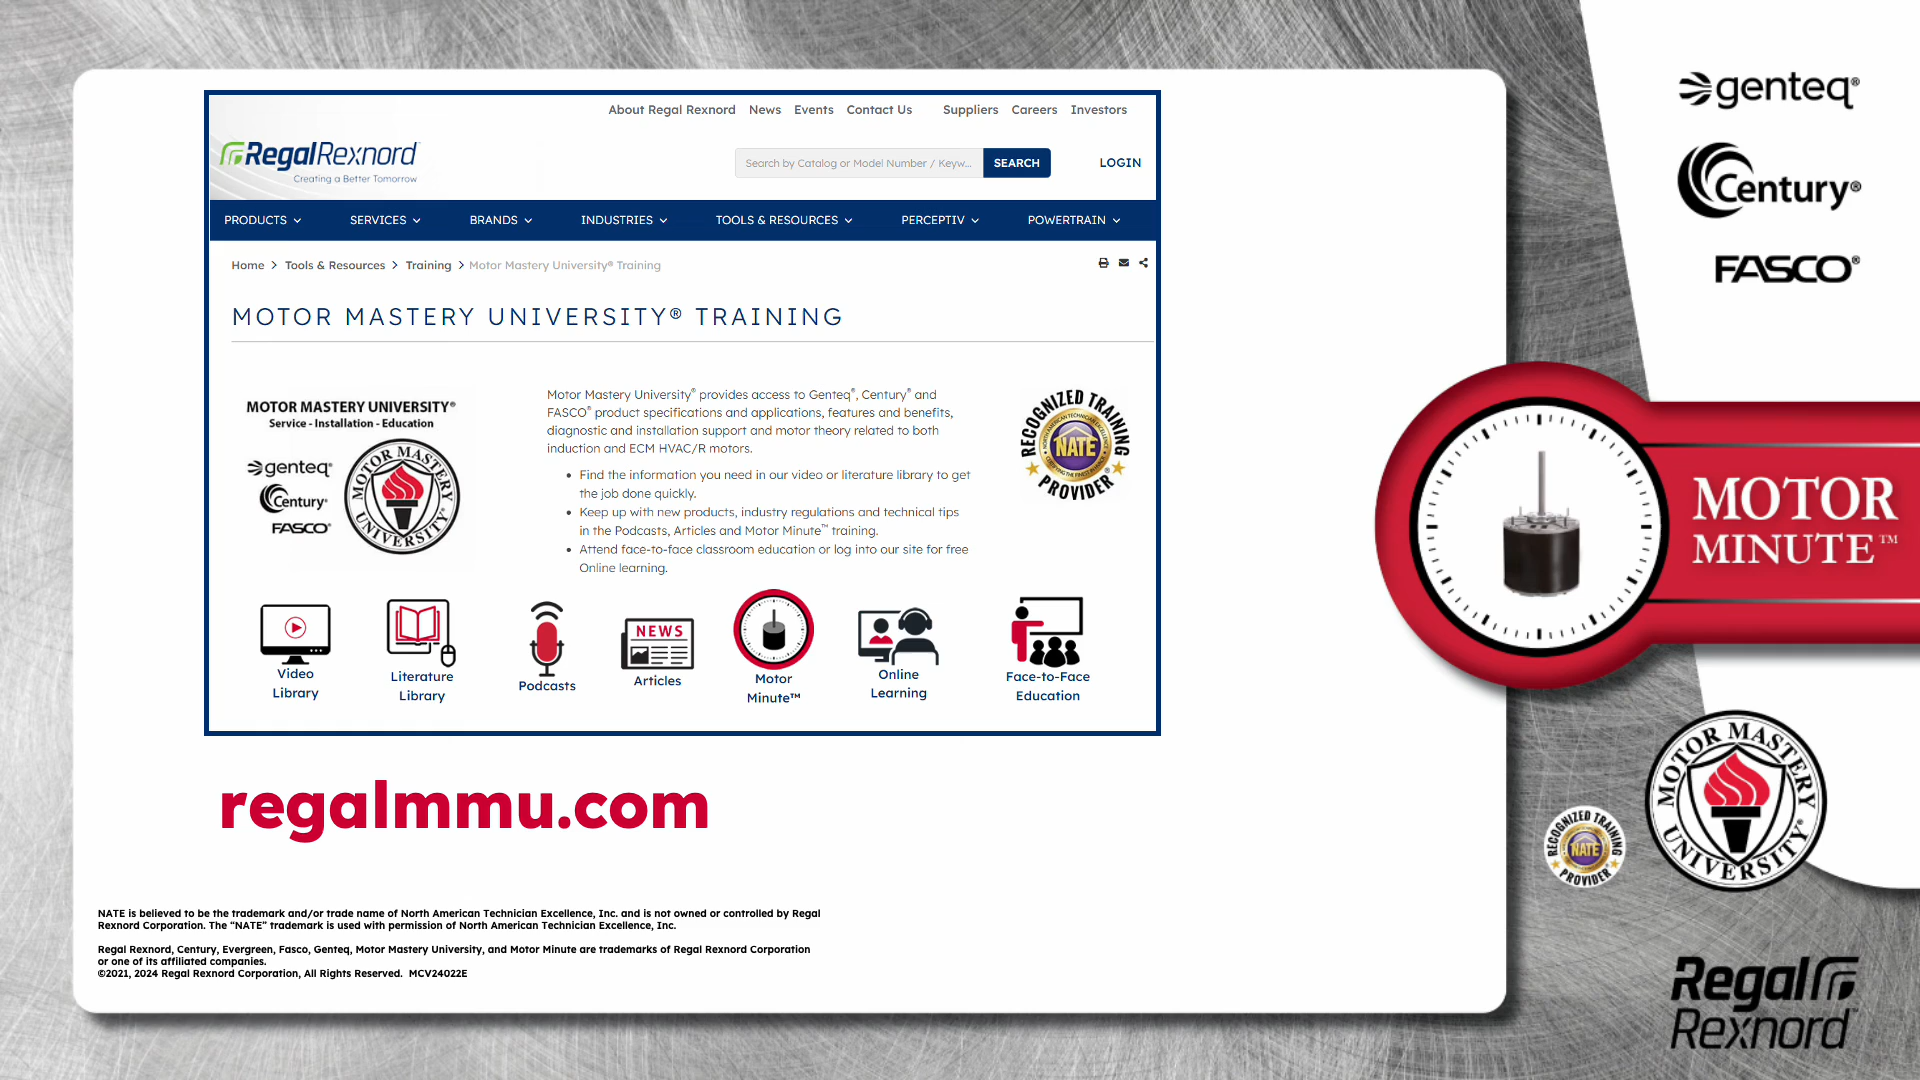 About Regal Rexnord News Events Contact Us Suppliers Careers Investors
RegalRexnord
Creating a Better Tomorrow
Search by Catalog or Model Number / Keyw...
SEARCH
LOGIN
PRODUCTS SERVICES BRANDS INDUSTRIES TOOLS & RESOURCES PERCEPTIV POWERTRAIN
Home > Tools & Resources > Training > Motor Mastery University® Training
MOTOR MASTERY UNIVERSITY® TRAINING
MOTOR MASTERY UNIVERSITY®
Service - Installation - Education
genteq®
Century®
FASCO®
MOTOR MASTERY UNIVERSITY®
Motor Mastery University® provides access to Genteq®, Century® and
FASCO® product specifications and applications, features and benefits,
diagnostic and installation support and motor theory related to both
induction and ECM HVAC/R motors.
• Find the information you need in our video or literature library to get
the job done quickly.
• Keep up with new products, industry regulations and technical tips
in the Podcasts, Articles and Motor Minute™ training.
• Attend face-to-face classroom education or log into our site for free
Online learning.
RECOGNIZED TRAINING
NORTH AMERICAN TECHNICIAN EXCELLENCE
NATE
CERTIFYING THE FINEST IN HVACR
®
PROVIDER
Video
Library
Literature
Library
Podcasts
NEWS
Articles
Motor
Minute™
Online
Learning
Face-to-Face
Education
regalmmu.com
NATE is believed to be the trademark and/or trade name of North American Technician Excellence, Inc. and is not owned or controlled by Regal
Rexnord Corporation. The “NATE” trademark is used with permission of North American Technician Excellence, Inc.
Regal Rexnord, Century, Evergreen, Fasco, Genteq, Motor Mastery University, and Motor Minute are trademarks of Regal Rexnord Corporation
or one of its affiliated companies.
©2021, 2024 Regal Rexnord Corporation, All Rights Reserved. MCV24022E
genteq®
Century®
FASCO®
MOTOR
MINUTE™
MOTOR MASTERY UNIVERSITY®
RECOGNIZED TRAINING
NATE
PROVIDER
Regal
Rexnord™